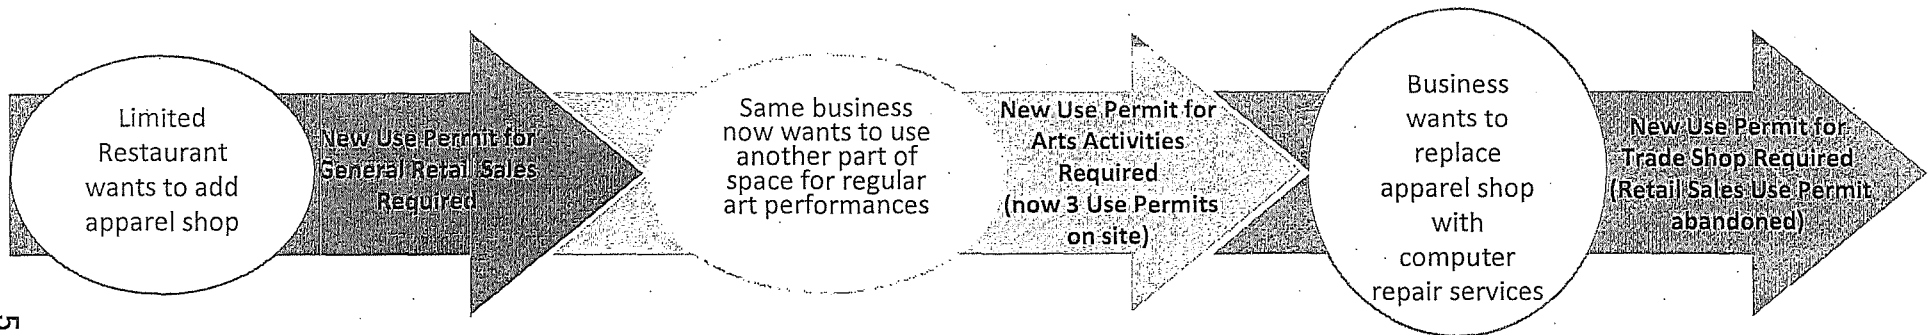 Limited
Restaurant
wants to add
apparel shop
New Use Permit for
General Retail Sales
Required
Same business
now wants to use
another part of
space for regular
art performances
New Use Permit for
Arts Activities
Required
(now 3 Use Permits
on site)
Business
wants to
replace
apparel shop
with
computer
repair services
New Use Permit for
Trade Shop Required
(Retail Sales Use Permit
abandoned)
5